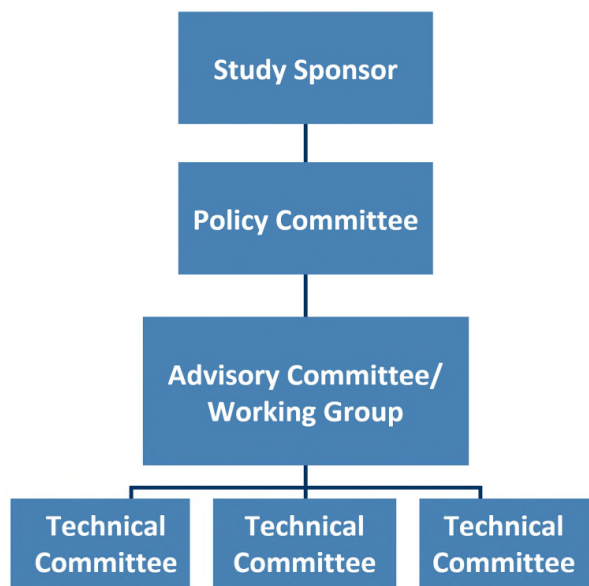 Study Sponsor
Policy Committee
Advisory Committee/
Working Group
Technical
Committee
Technical
Committee
Technical
Committee